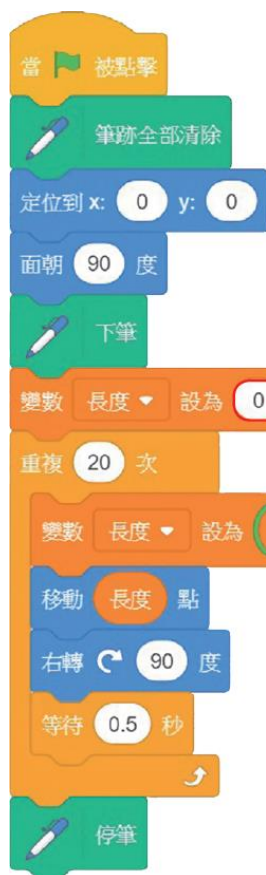 當 被點擊
筆跡全部清除
定位到 x: 0 y: 0
面朝 90 度
下筆
變數 長度 設為 0
重複 20 次
變數 長度 設為
移動 長度 點
右轉 90 度
等待 0.5 秒
停筆